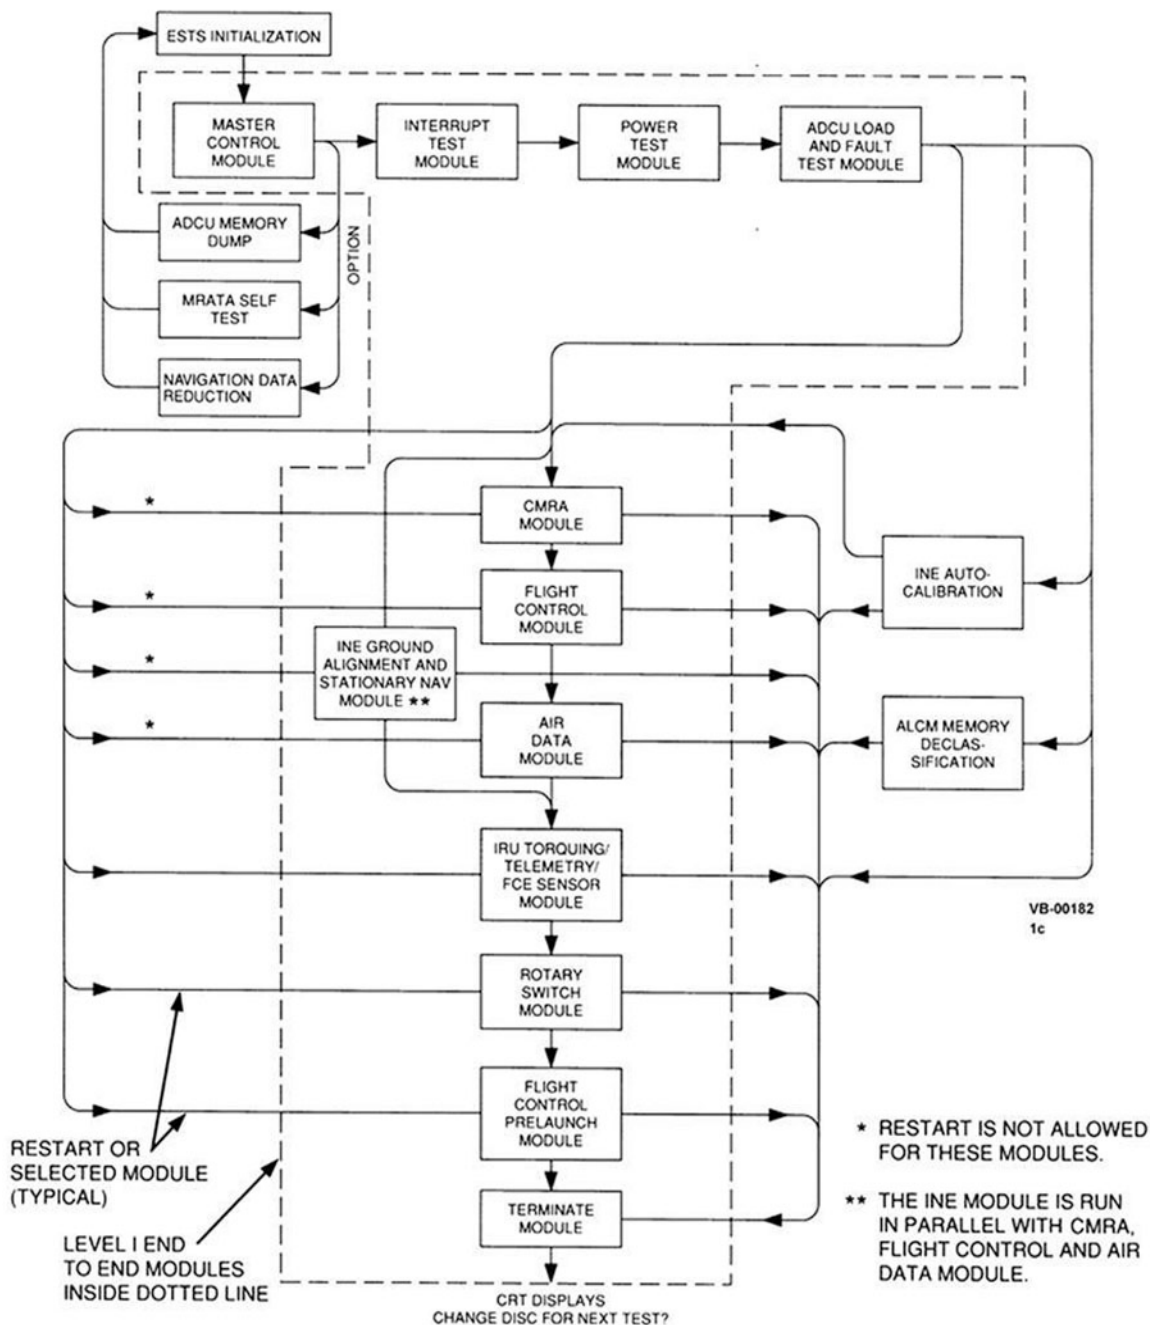 ESTS INITIALIZATION
MASTER
CONTROL
MODULE
INTERRUPT
TEST
MODULE
POWER
TEST
MODULE
ADCU LOAD
AND FAULT
TEST MODULE
ADCU MEMORY
DUMP
OPTION
MRATA SELF
TEST
NAVIGATION DATA
REDUCTION
*
CMRA
MODULE
INE AUTO-
CALIBRATION
*
FLIGHT
CONTROL
MODULE
*
INE GROUND
ALIGNMENT AND
STATIONARY NAV
MODULE **
*
AIR
DATA
MODULE
ALCM MEMORY
DECLAS-
SIFICATION
IRU TORQUING/
TELEMETRY/
FCE SENSOR
MODULE
VB-00182
1c
ROTARY
SWITCH
MODULE
FLIGHT
CONTROL
PRELAUNCH
MODULE
RESTART OR
SELECTED MODULE
(TYPICAL)
* RESTART IS NOT ALLOWED
FOR THESE MODULES.
TERMINATE
MODULE
** THE INE MODULE IS RUN
IN PARALLEL WITH CMRA,
FLIGHT CONTROL AND AIR
DATA MODULE.
LEVEL I END
TO END MODULES
INSIDE DOTTED LINE
CRT DISPLAYS
CHANGE DISC FOR NEXT TEST?